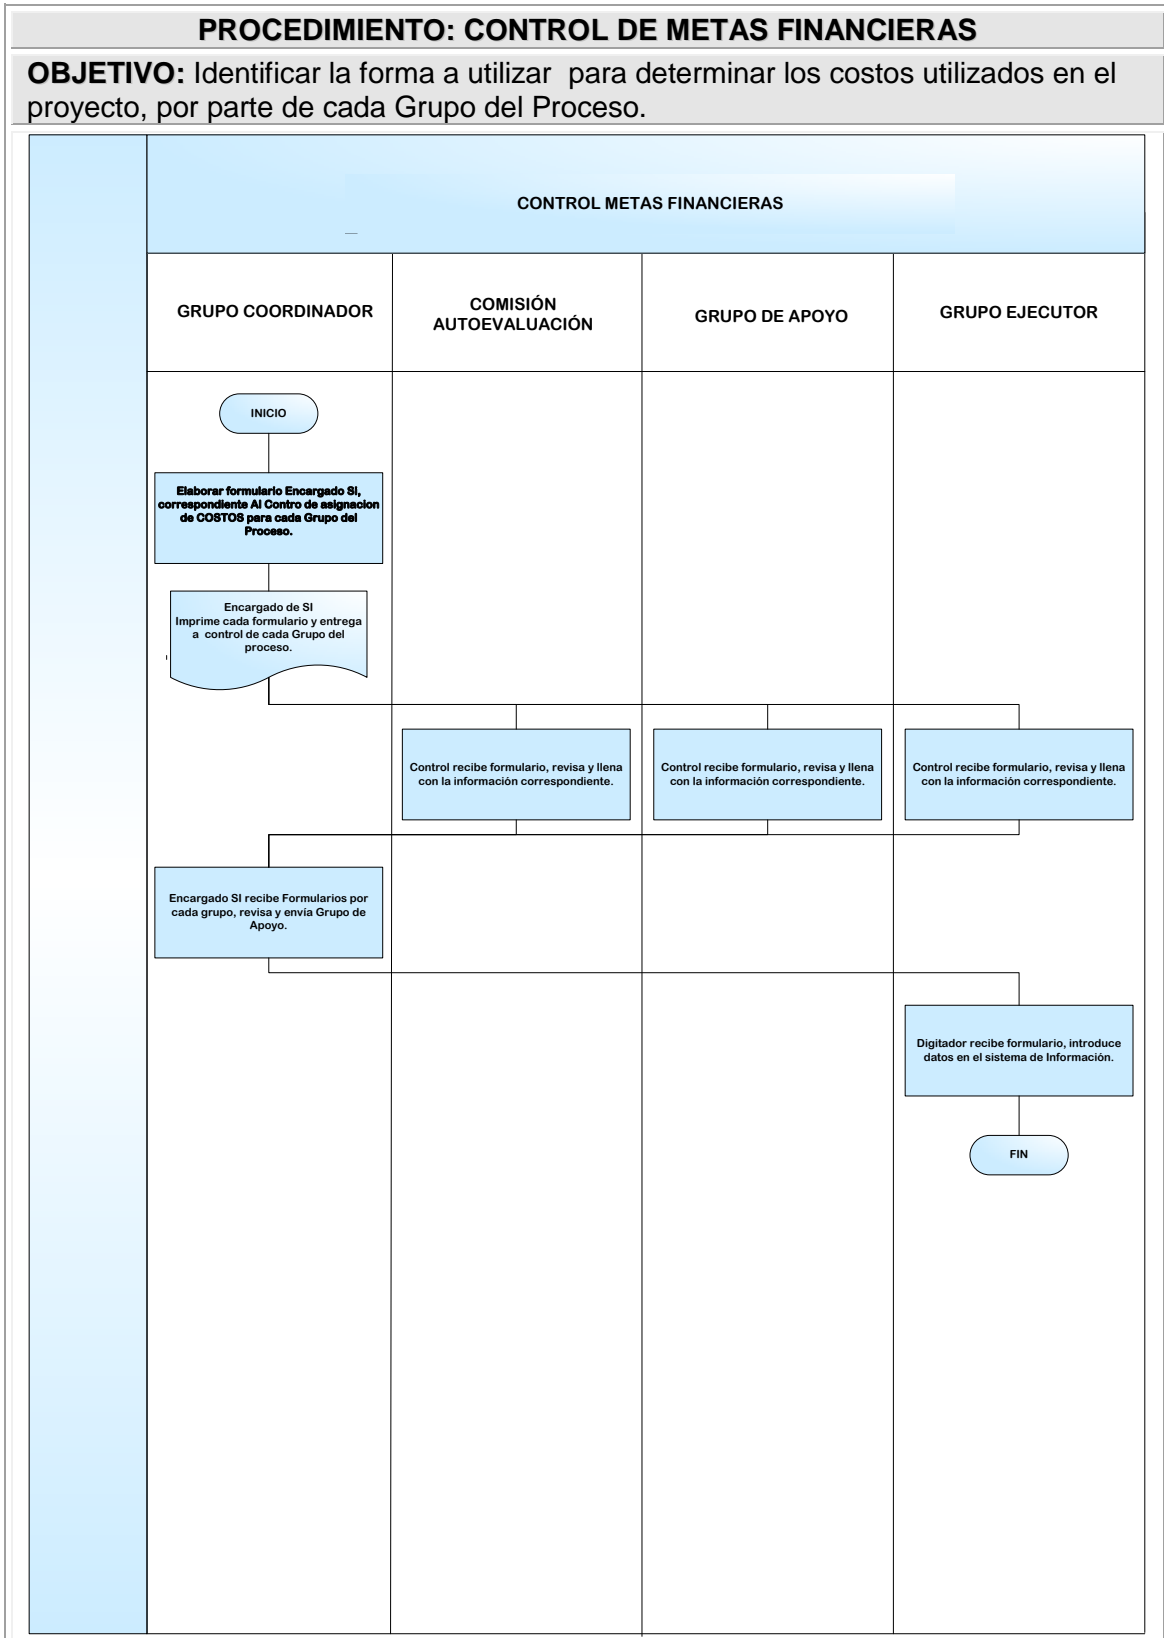 PROCEDIMIENTO: CONTROL DE METAS FINANCIERAS
OBJETIVO: Identificar la forma a utilizar para determinar los costos utilizados en el
proyecto, por parte de cada Grupo del Proceso.
CONTROL METAS FINANCIERAS
GRUPO COORDINADOR
COMISIÓN
AUTOEVALUACIÓN
GRUPO DE APOYO
GRUPO EJECUTOR
INICIO
Elaborar formulario Encargado SI,
correspondiente Al Contro de asignacion
de COSTOS para cada Grupo del
Proceso.
Encargado de SI
Imprime cada formulario y entrega
a control de cada Grupo del
proceso.
Control recibe formulario, revisa y llena
con la información correspondiente.
Control recibe formulario, revisa y llena
con la información correspondiente.
Control recibe formulario, revisa y llena
con la información correspondiente.
Encargado SI recibe Formularios por
cada grupo, revisa y envía Grupo de
Apoyo.
Digitador recibe formulario, introduce
datos en el sistema de Información.
FIN